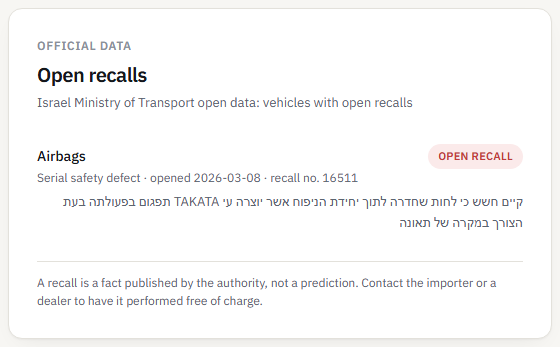 OFFICIAL DATA
Open recalls
Israel Ministry of Transport open data: vehicles with open recalls
Airbags
OPEN RECALL
Serial safety defect · opened 2026-03-08 · recall no. 16511
קיים חשש כי לחות שחדרה לתוך יחידת הניפוח אשר יוצרה עי TAKATA תפגום בפעולתה בעת
הצורך במקרה של תאונה
A recall is a fact published by the authority, not a prediction. Contact the importer or a
dealer to have it performed free of charge.